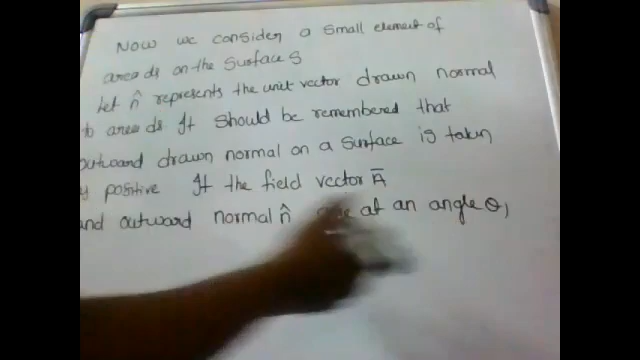 Now we consider a small element of
area ds on the surface S
Let n̂ represents the unit vector drawn normal
to area ds It should be remembered that
outward drawn normal on a surface is taken
positive If the field vector A̅
and outward normal n̂ are at an angle θ,